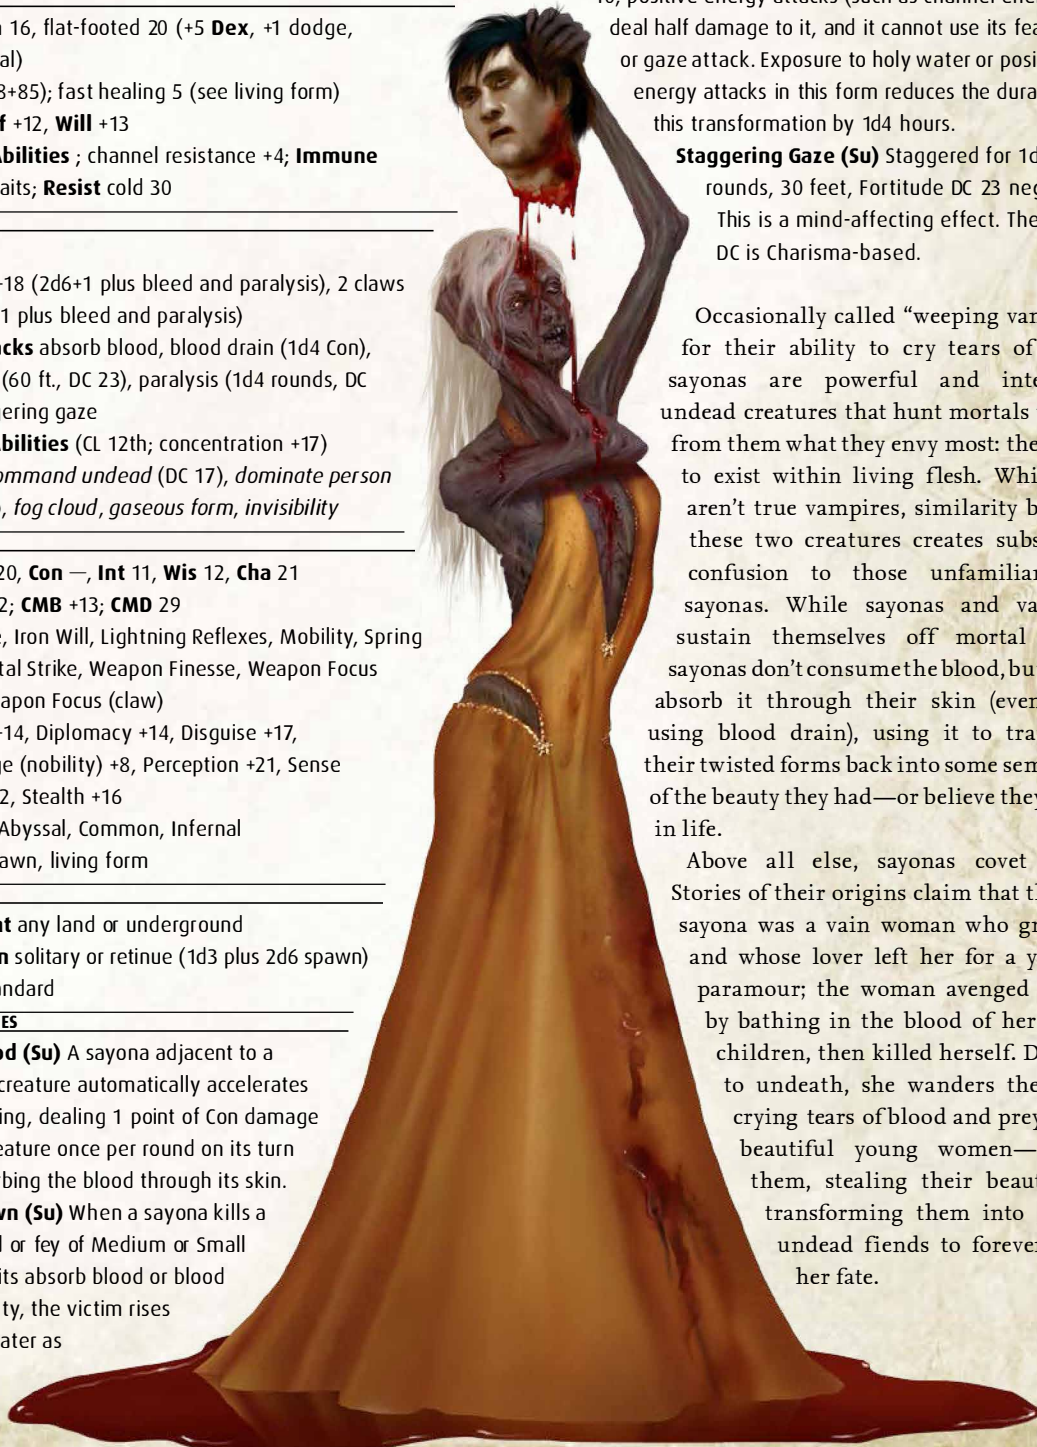 16, flat-footed 20 (+5 Dex, +1 dodge,
al)
8+85); fast healing 5 (see living form)
f +12, Will +13
Abilities ; channel resistance +4; Immune
aits; Resist cold 30
18 (2d6+1 plus bleed and paralysis), 2 claws
1 plus bleed and paralysis)
acks absorb blood, blood drain (1d4 Con),
(60 ft., DC 23), paralysis (1d4 rounds, DC
gering gaze
Abilities (CL 12th; concentration +17)
ommand undead (DC 17), dominate person
, fog cloud, gaseous form, invisibility
20, Con —, Int 11, Wis 12, Cha 21
2; CMB +13; CMD 29
e, Iron Will, Lightning Reflexes, Mobility, Spring
tal Strike, Weapon Finesse, Weapon Focus
apon Focus (claw)
+14, Diplomacy +14, Disguise +17,
ge (nobility) +8, Perception +21, Sense
2, Stealth +16
Abyssal, Common, Infernal
awn, living form
nt any land or underground
n solitary or retinue (1d3 plus 2d6 spawn)
andard
ES
od (Su) A sayona adjacent to a
creature automatically accelerates
ing, dealing 1 point of Con damage
eature once per round on its turn
rbing the blood through its skin.
wn (Su) When a sayona kills a
d or fey of Medium or Small
its absorb blood or blood
ty, the victim rises
ater as
positive energy attacks (such as channel
deal half damage to it, and it cannot use its fea
or gaze attack. Exposure to holy water or posi
energy attacks in this form reduces the dura
this transformation by 1d4 hours.
Staggering Gaze (Su) Staggered for 1d
rounds, 30 feet, Fortitude DC 23 neg
This is a mind-affecting effect. The
DC is Charisma-based.
Occasionally called “weeping vam
for their ability to cry tears of
sayonas are powerful and inte
undead creatures that hunt mortals
from them what they envy most: the
to exist within living flesh. Whi
aren’t true vampires, similarity b
these two creatures creates subs
confusion to those unfamiliar
sayonas. While sayonas and va
sustain themselves off mortal
sayonas don’t consume the blood, but
absorb it through their skin (even
using blood drain), using it to tra
their twisted forms back into some sem
of the beauty they had—or believe they
in life.
Above all else, sayonas covet
Stories of their origins claim that th
sayona was a vain woman who gr
and whose lover left her for a y
paramour; the woman avenged
by bathing in the blood of her
children, then killed herself. D
to undeath, she wanders the
crying tears of blood and prey
beautiful young women—
them, stealing their beaut
transforming them into
undead fiends to foreve
her fate.